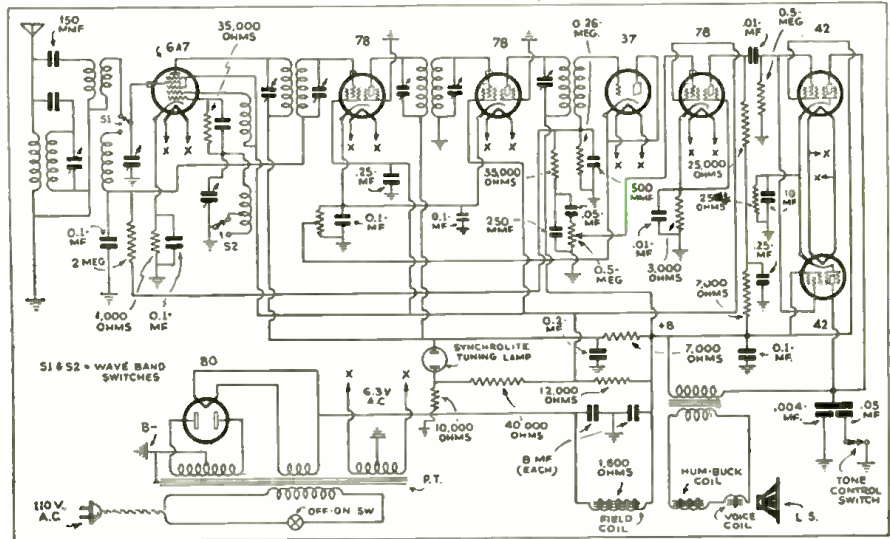 150
MMF
6A7
35,000
OHMS
78
78
0.26-
MEG.
37
78
.01-
MF
0.5-
MEG
42
S1
X
X
X
X
X
X
X
X
X
X
X
X
.25-
MF
35,000
OHMS
500
MMF
25,000
OHMS
10
MF
0.1-
MF
2 MEG
S2
0.1-
MF
0.1-
MF
250
MMF
.05-
MF
.01-
MF
.25-
MF
4,000
OHMS
0.1-
MF
0.5-
MEG
3,000
OHMS
7,000
OHMS
42
+B
0.2-
MF
7,000
OHMS
0.1-
MF.
SYNCHROLITE
TUNING LAMP
S1 & S2 = WAVE BAND
SWITCHES
80
X
X
6.3V
A.C
12,000
OHMS
10,000
OHMS
40,000
OHMS
B-
8 MF
(EACH)
.004-
MF.
.05
MF
1,600
OHMS
HUM-BUCK
COIL
TONE
CONTROL
SWITCH
P.T.
110 V.
A.C.
OFF-ON SW
FIELD
COIL
VOICE
COIL
L S.